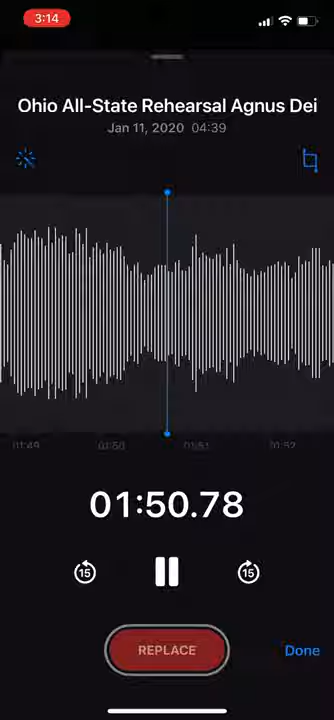 3:14
Ohio All-State Rehearsal Agnus Dei
Jan 11, 2020 04:39
01:49 01:50 01:51 01:52
01:50.78
15 15
REPLACE Done